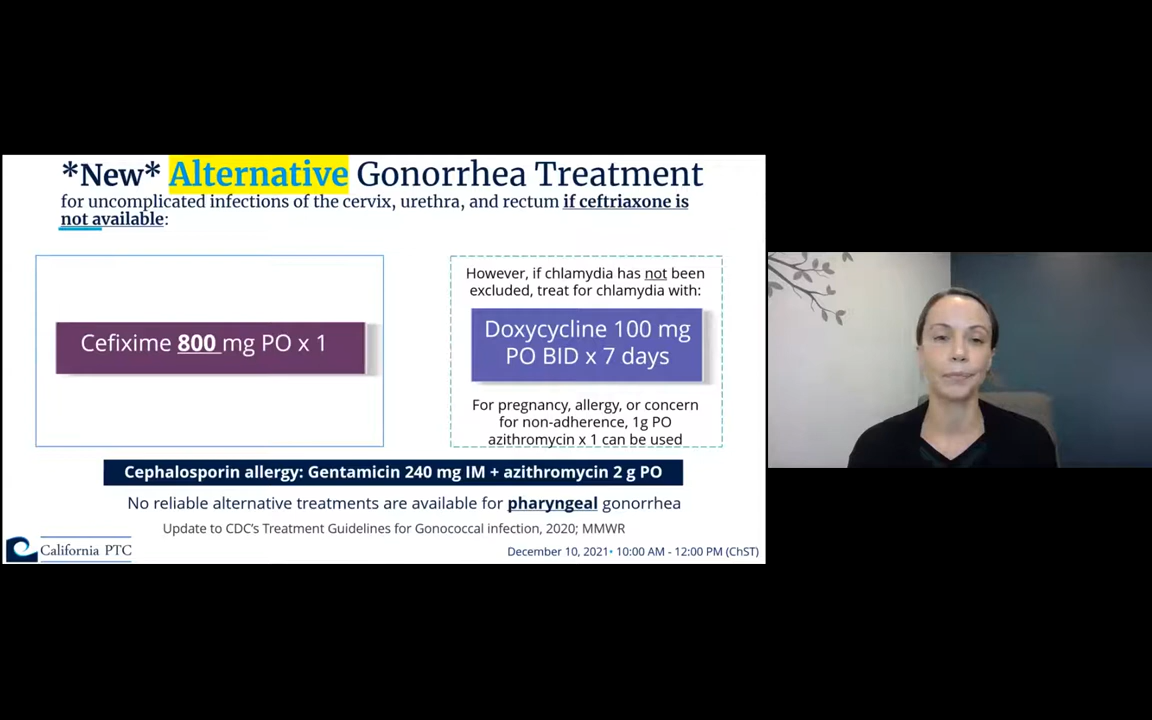 *New* Alternative Gonorrhea Treatment
for uncomplicated infections of the cervix, urethra, and rectum if ceftriaxone is
not available:
Cefixime 800 mg PO x 1
However, if chlamydia has not been
excluded, treat for chlamydia with:
Doxycycline 100 mg
PO BID x 7 days
For pregnancy, allergy, or concern
for non-adherence, 1g PO
azithromycin x 1 can be used
Cephalosporin allergy: Gentamicin 240 mg IM + azithromycin 2 g PO
No reliable alternative treatments are available for pharyngeal gonorrhea
Update to CDC's Treatment Guidelines for Gonococcal infection, 2020; MMWR
California PTC
December 10, 2021• 10:00 AM - 12:00 PM (ChST)